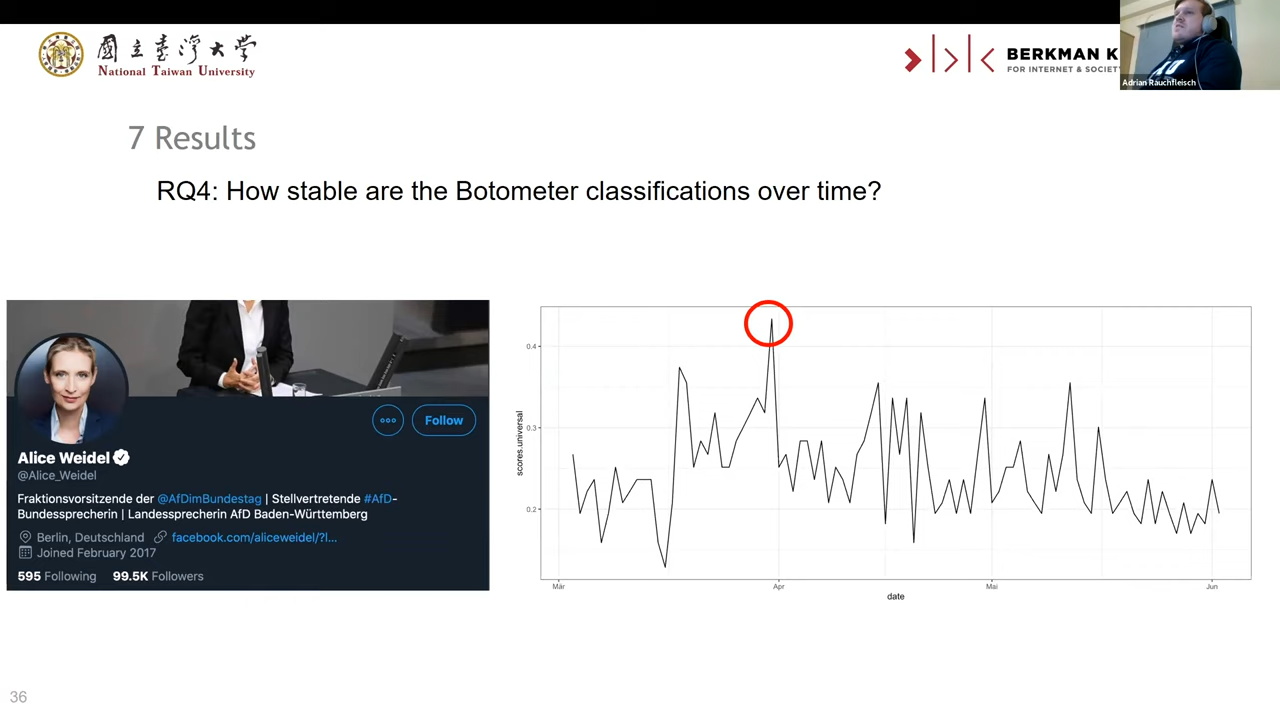 國立臺灣大學
National Taiwan University
BERKMAN K
FOR INTERNET & SOCIET
Adrian Rauchfleisch
7 Results
RQ4: How stable are the Botometer classifications over time?
Alice Weidel
@Alice_Weidel
Follow
Fraktionsvorsitzende der @AfDimBundestag | Stellvertretende #AfD-
Bundessprecherin | Landessprecherin AfD Baden-Württemberg
Berlin, Deutschland facebook.com/aliceweidel/?l...
Joined February 2017
595 Following 99.5K Followers
scores.universal
0.4
0.3
0.2
Mär Apr Mai Jun
date
36